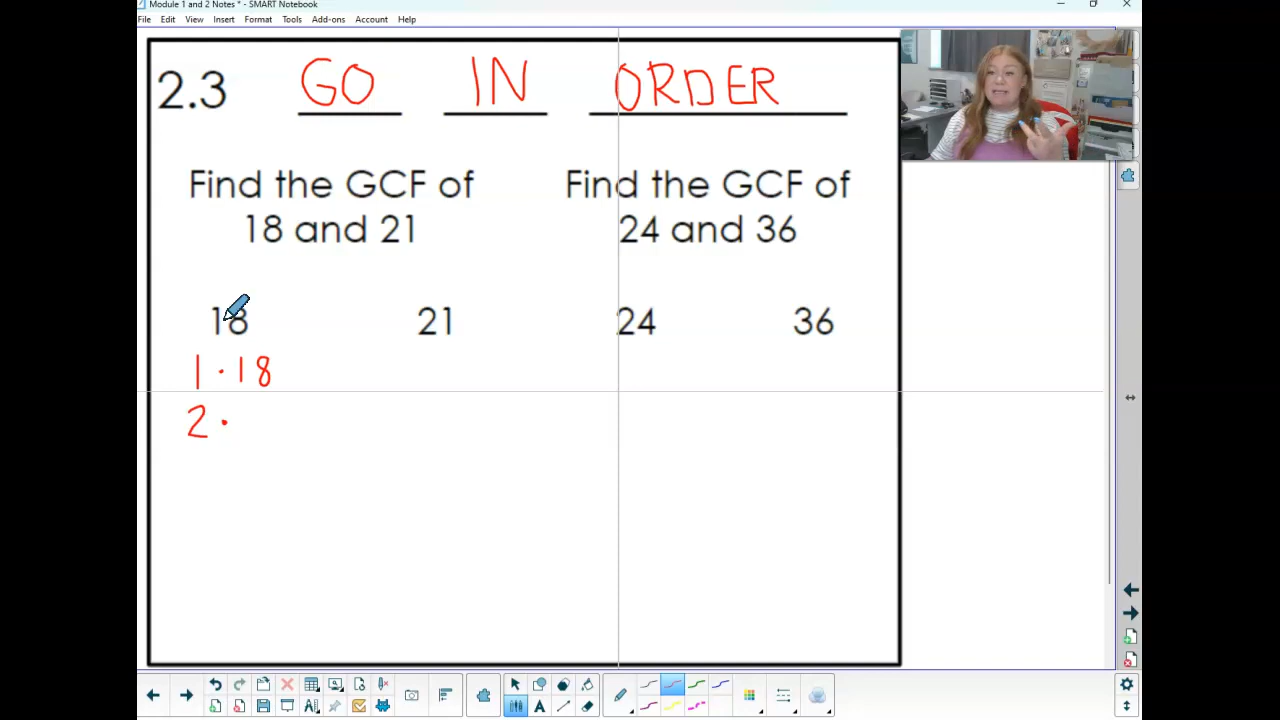 Module 1 and 2 Notes * - SMART Notebook
File Edit View Insert Format Tools Add-ons Account Help
2.3 GO IN ORDER
Find the GCF of
18 and 21
Find the GCF of
24 and 36
18 21 24 36
1 · 18
2 ·